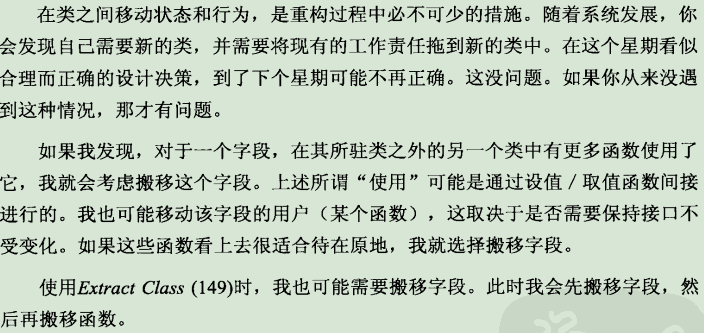 在类之间移动状态和行为，是重构过程中必不可少的措施。随着系统发展，你
会发现自己需要新的类，并需要将现有的工作责任拖到新的类中。在这个星期看似
合理而正确的设计决策，到了下个星期可能不再正确。这没问题。如果你从来没遇
到这种情况，那才有问题。
如果我发现，对于一个字段，在其所驻类之外的另一个类中有更多函数使用了
它，我就会考虑搬移这个字段。上述所谓“使用”可能是通过设值／取值函数间接
进行的。我也可能移动该字段的用户（某个函数），这取决于是否需要保持接口不
受变化。如果这些函数看上去很适合待在原地，我就选择搬移字段。
使用Extract Class (149)时，我也可能需要搬移字段。此时我会先搬移字段，然
后再搬移函数。